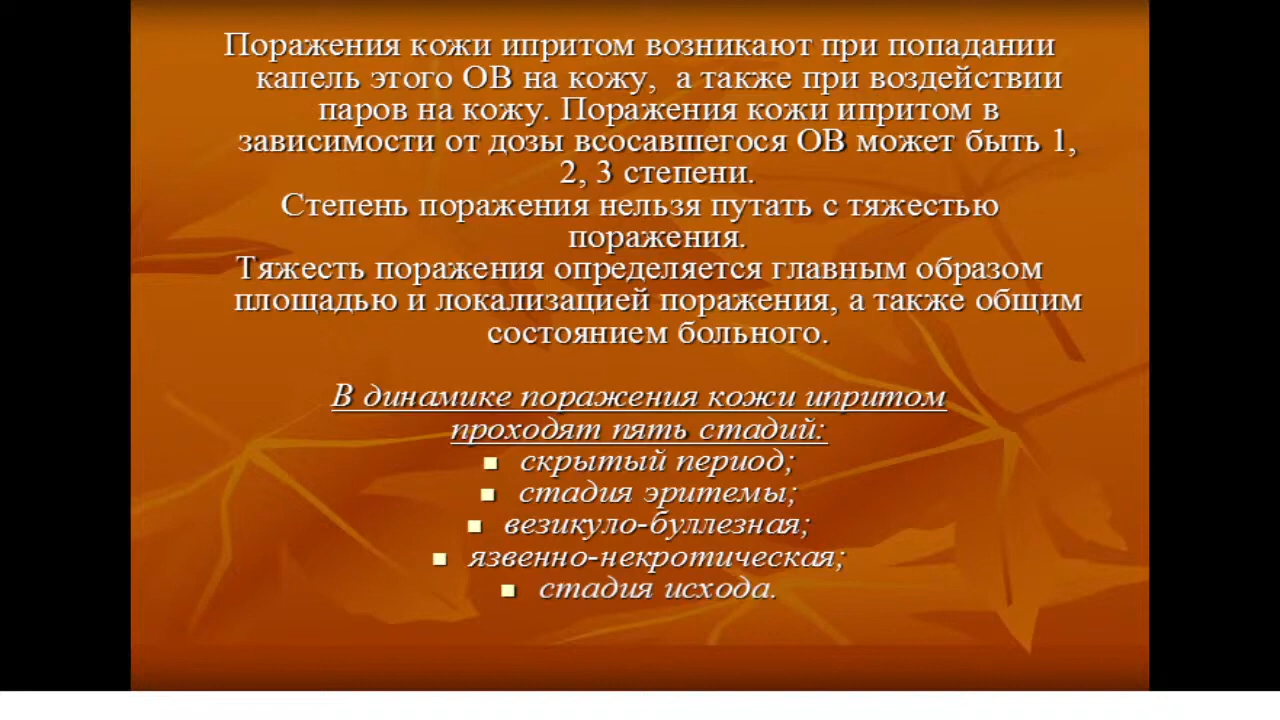 Поражения кожи ипритом возникают при попадании
капель этого ОВ на кожу, а также при воздействии
паров на кожу. Поражения кожи ипритом в
зависимости от дозы всосавшегося ОВ может быть 1,
2, 3 степени.
Степень поражения нельзя путать с тяжестью
поражения.
Тяжесть поражения определяется главным образом
площадью и локализацией поражения, а также общим
состоянием больного.
В динамике поражения кожи ипритом
проходят пять стадий:
▪ скрытый период;
▪ стадия эритемы;
▪ везикуло-буллезная;
▪ язвенно-некротическая;
▪ стадия исхода.